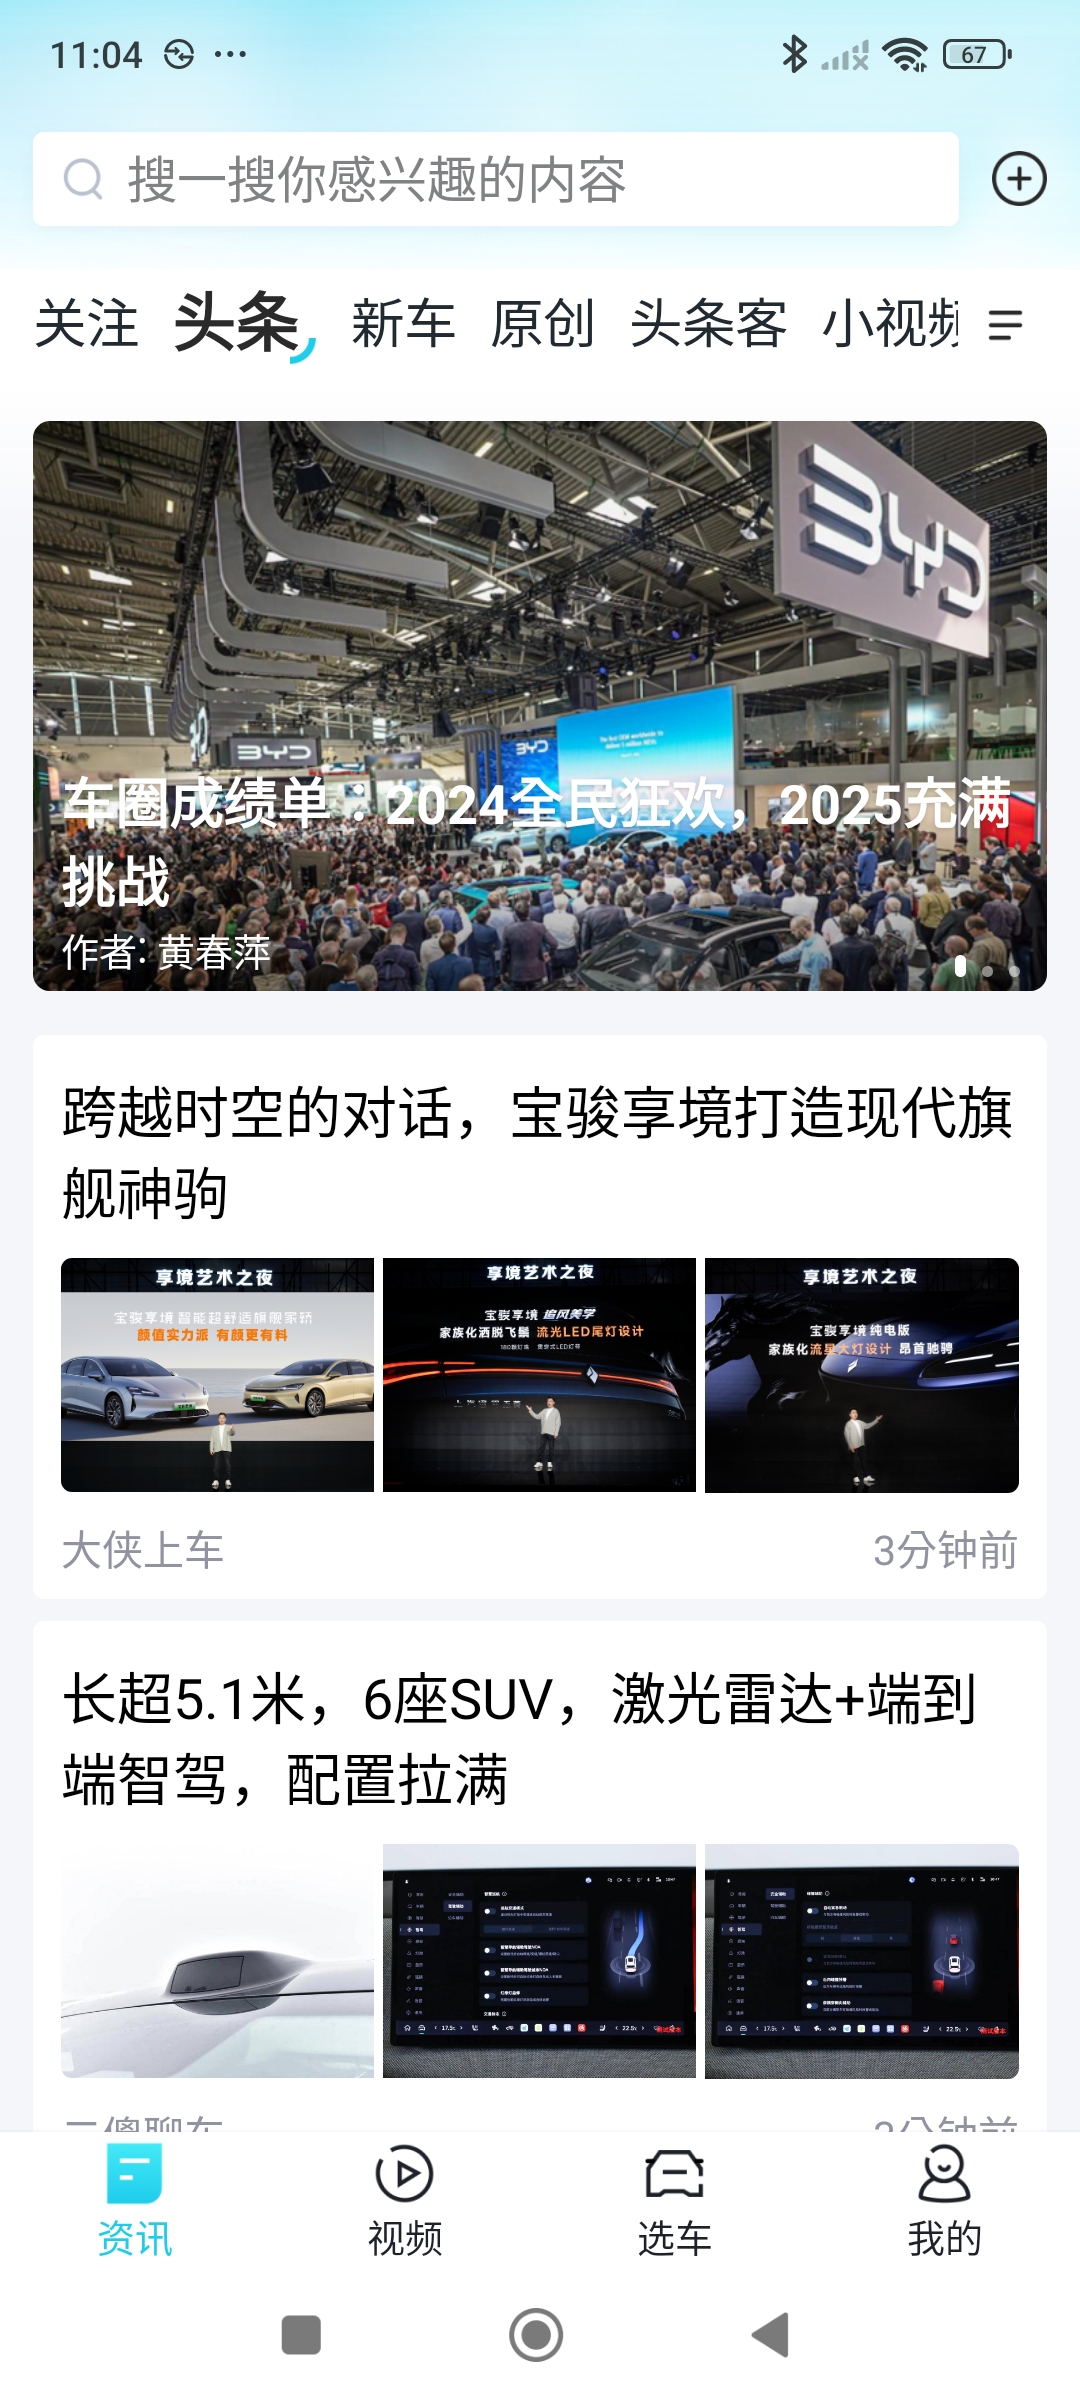 11:04
67
搜一搜你感兴趣的内容
关注 头条 新车 原创 头条客 小视频
BYD
BYD
BYD
车圈成绩单：2024全民狂欢，2025充满
挑战
作者: 黄春萍
跨越时空的对话，宝骏享境打造现代旗
舰神驹
享境艺术之夜
宝骏享境 智能超舒适旗舰家轿
颜值实力派 有颜更有料
享境艺术之夜
宝骏享境 追风美学
家族化洒脱飞鬃 流光LED尾灯设计
享境艺术之夜
宝骏享境 纯电版
家族化流星大灯设计 昂首驰骋
大侠上车
3分钟前
长超5.1米，6座SUV，激光雷达+端到
端智驾，配置拉满
资讯
视频
选车
我的